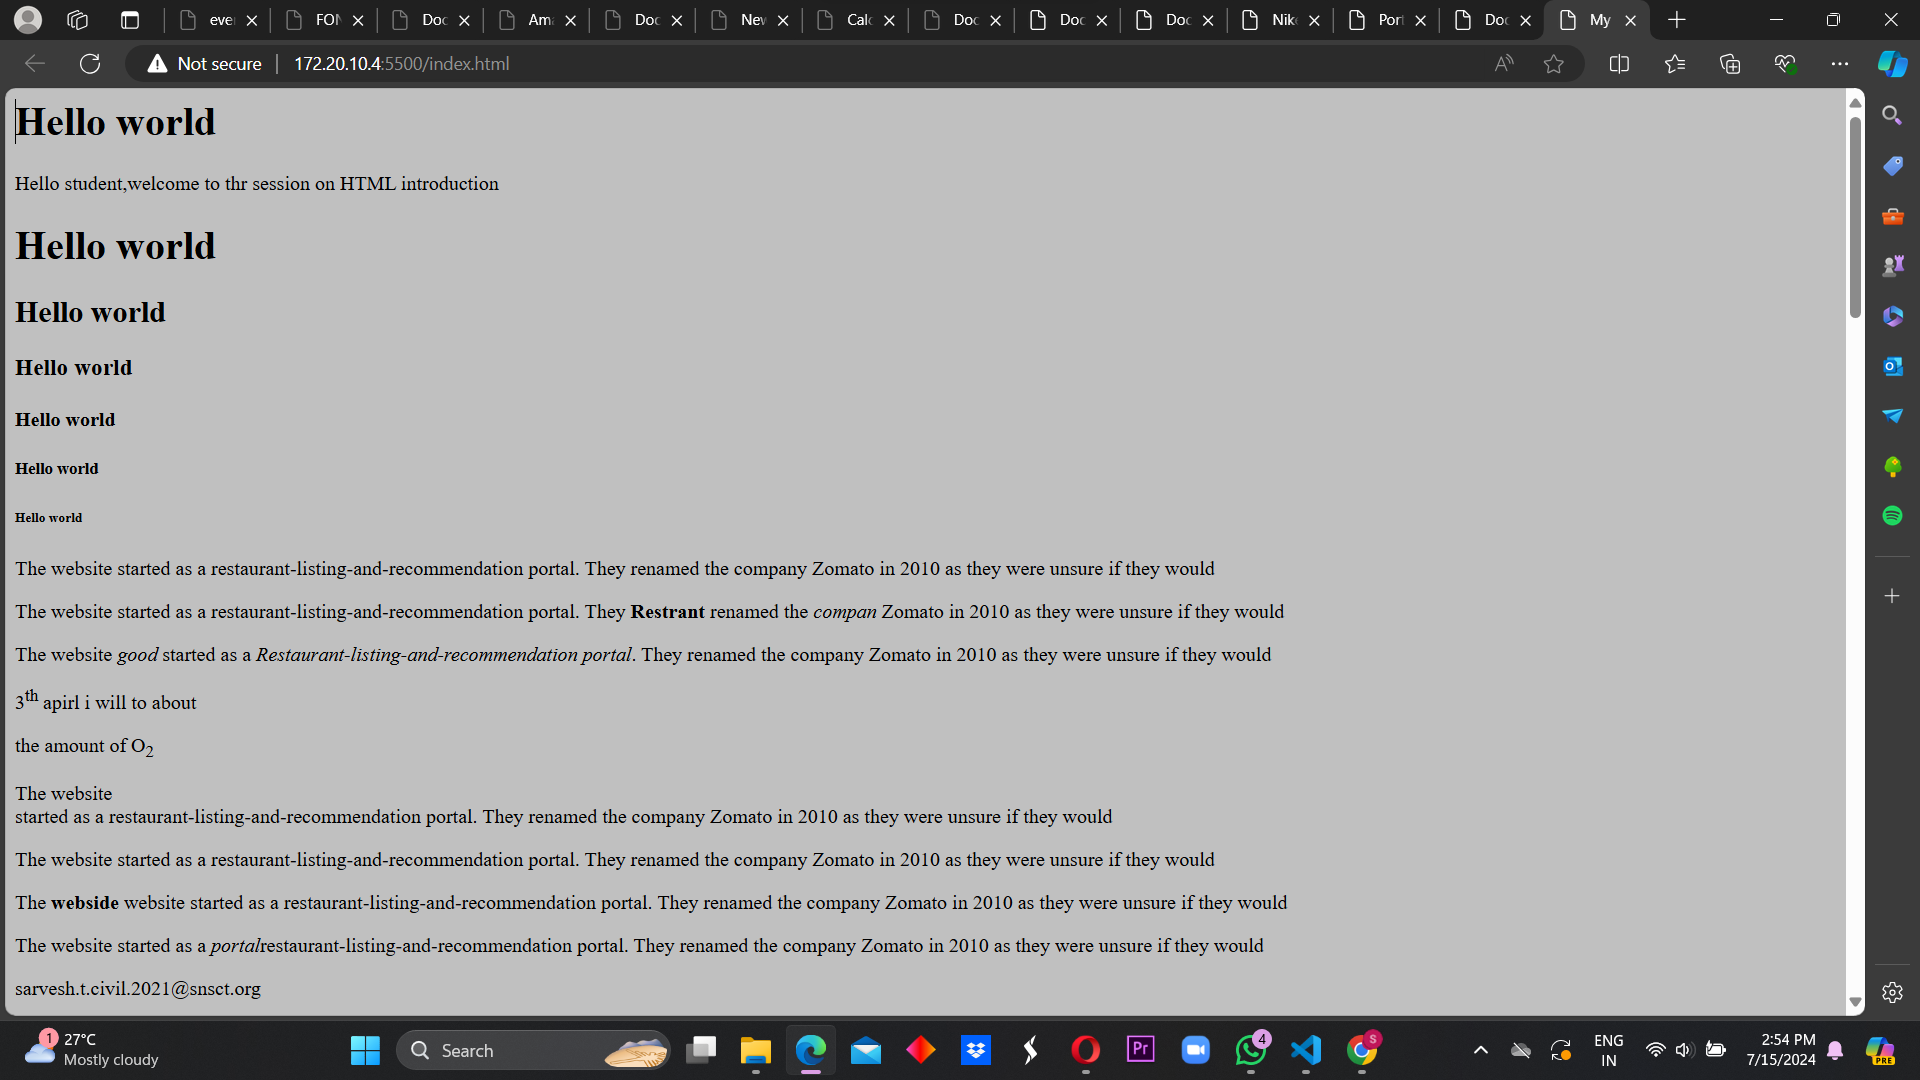 eve
FON
Doc
Ama
Doc
New
Calc
Doc
Doc
Doc
Nike
Port
Doc
My
Not secure
172.20.10.4:5500/index.html
Hello world
Hello student,welcome to thr session on HTML introduction
Hello world
Hello world
Hello world
Hello world
Hello world
Hello world
The website started as a restaurant-listing-and-recommendation portal. They renamed the company Zomato in 2010 as they were unsure if they would
The website started as a restaurant-listing-and-recommendation portal. They Restrant renamed the compan Zomato in 2010 as they were unsure if they would
The website good started as a Restaurant-listing-and-recommendation portal. They renamed the company Zomato in 2010 as they were unsure if they would
3th apirl i will to about
the amount of O2
The website
started as a restaurant-listing-and-recommendation portal. They renamed the company Zomato in 2010 as they were unsure if they would
The website started as a restaurant-listing-and-recommendation portal. They renamed the company Zomato in 2010 as they were unsure if they would
The webside website started as a restaurant-listing-and-recommendation portal. They renamed the company Zomato in 2010 as they were unsure if they would
The website started as a portalrestaurant-listing-and-recommendation portal. They renamed the company Zomato in 2010 as they were unsure if they would
sarvesh.t.civil.2021@snsct.org
1
27°C
Mostly cloudy
Search
Pr
4
S
ENG
IN
2:54 PM
7/15/2024
PRE